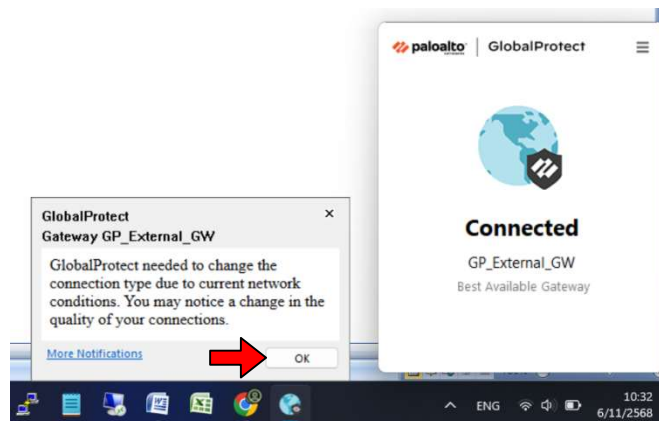 paloalto
NETWORKS
GlobalProtect
Connected
GP_External_GW
Best Available Gateway
GlobalProtect
×
Gateway GP_External_GW
GlobalProtect needed to change the
connection type due to current network
conditions. You may notice a change in the
quality of your connections.
More Notifications
OK
ENG
10:32
6/11/2568